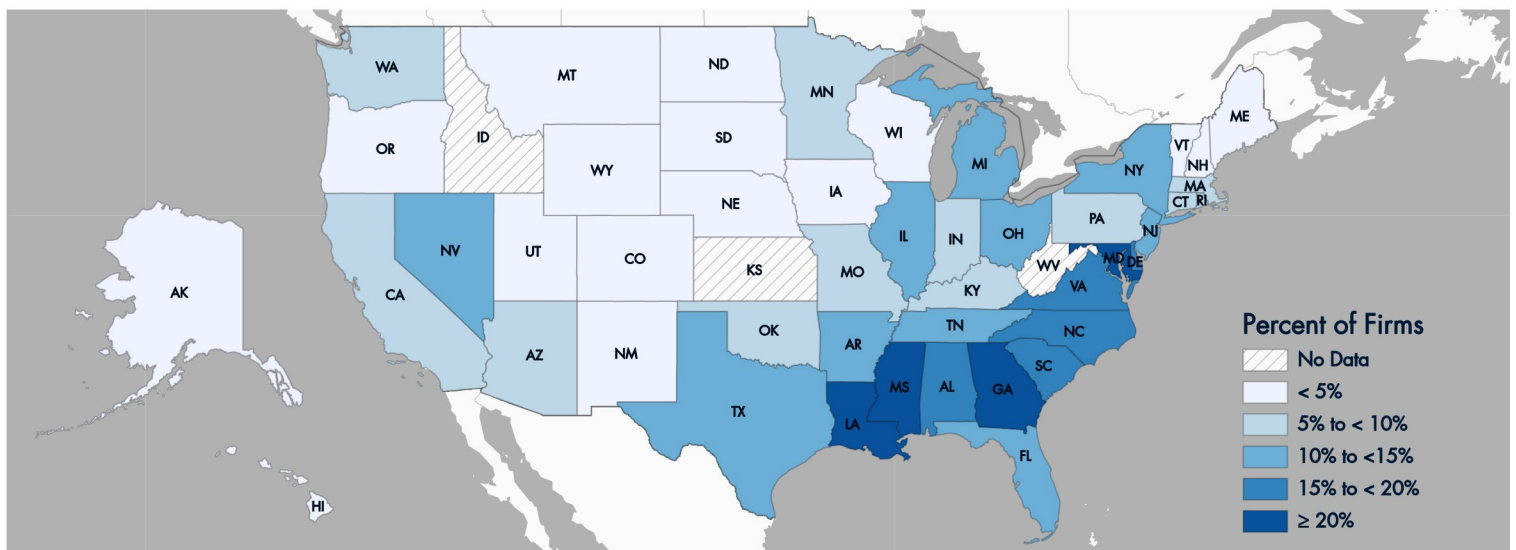 WA
MT
ND
MN
ID
OR
SD
WI
MI
WY
IA
NE
NV
UT
CO
KS
CA
AZ
NM
OK
TX
MO
AR
LA
IL
IN
OH
KY
TN
MS
AL
GA
FL
SC
NC
VA
WV
MD
DE
PA
NJ
NY
CT
RI
MA
VT
NH
ME
AK
HI
Percent of Firms
No Data
< 5%
5% to < 10%
10% to <15%
15% to < 20%
≥ 20%